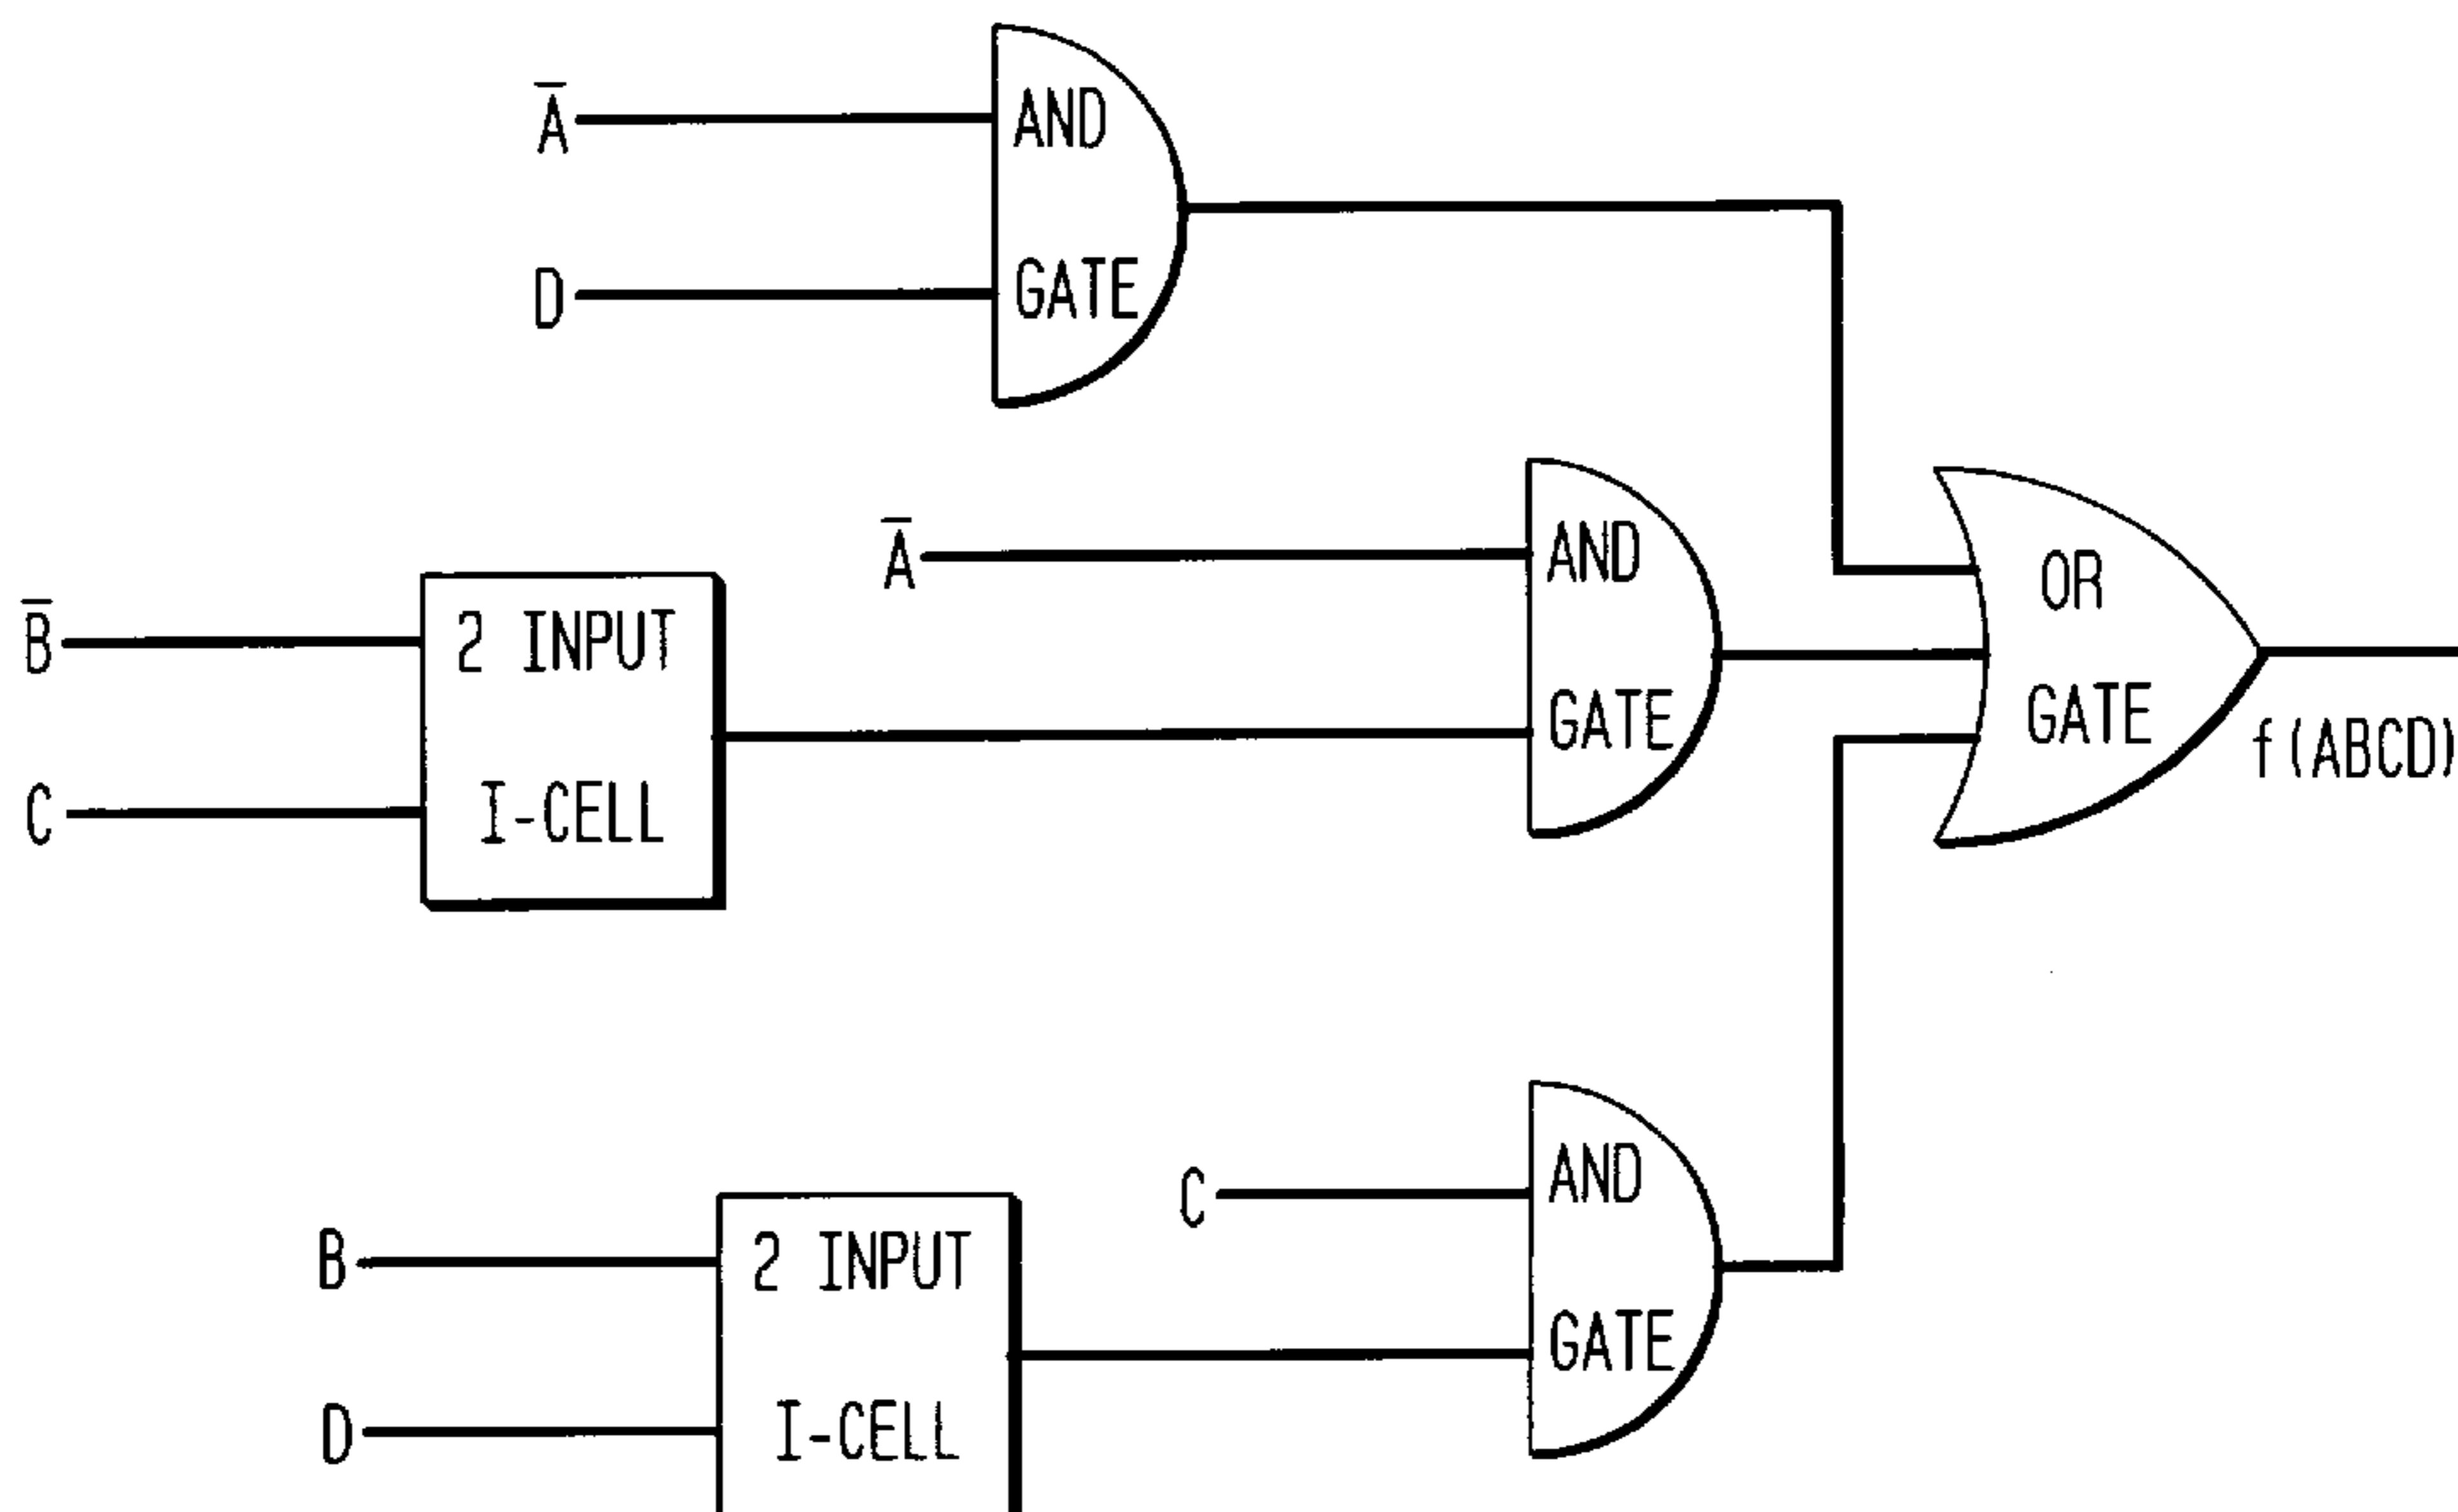 A̅
AND
D
GATE
A̅
AND
OR
B̅
2 INPUT
GATE
GATE
f(ABCD)
C
I-CELL
C
AND
B
2 INPUT
GATE
D
I-CELL